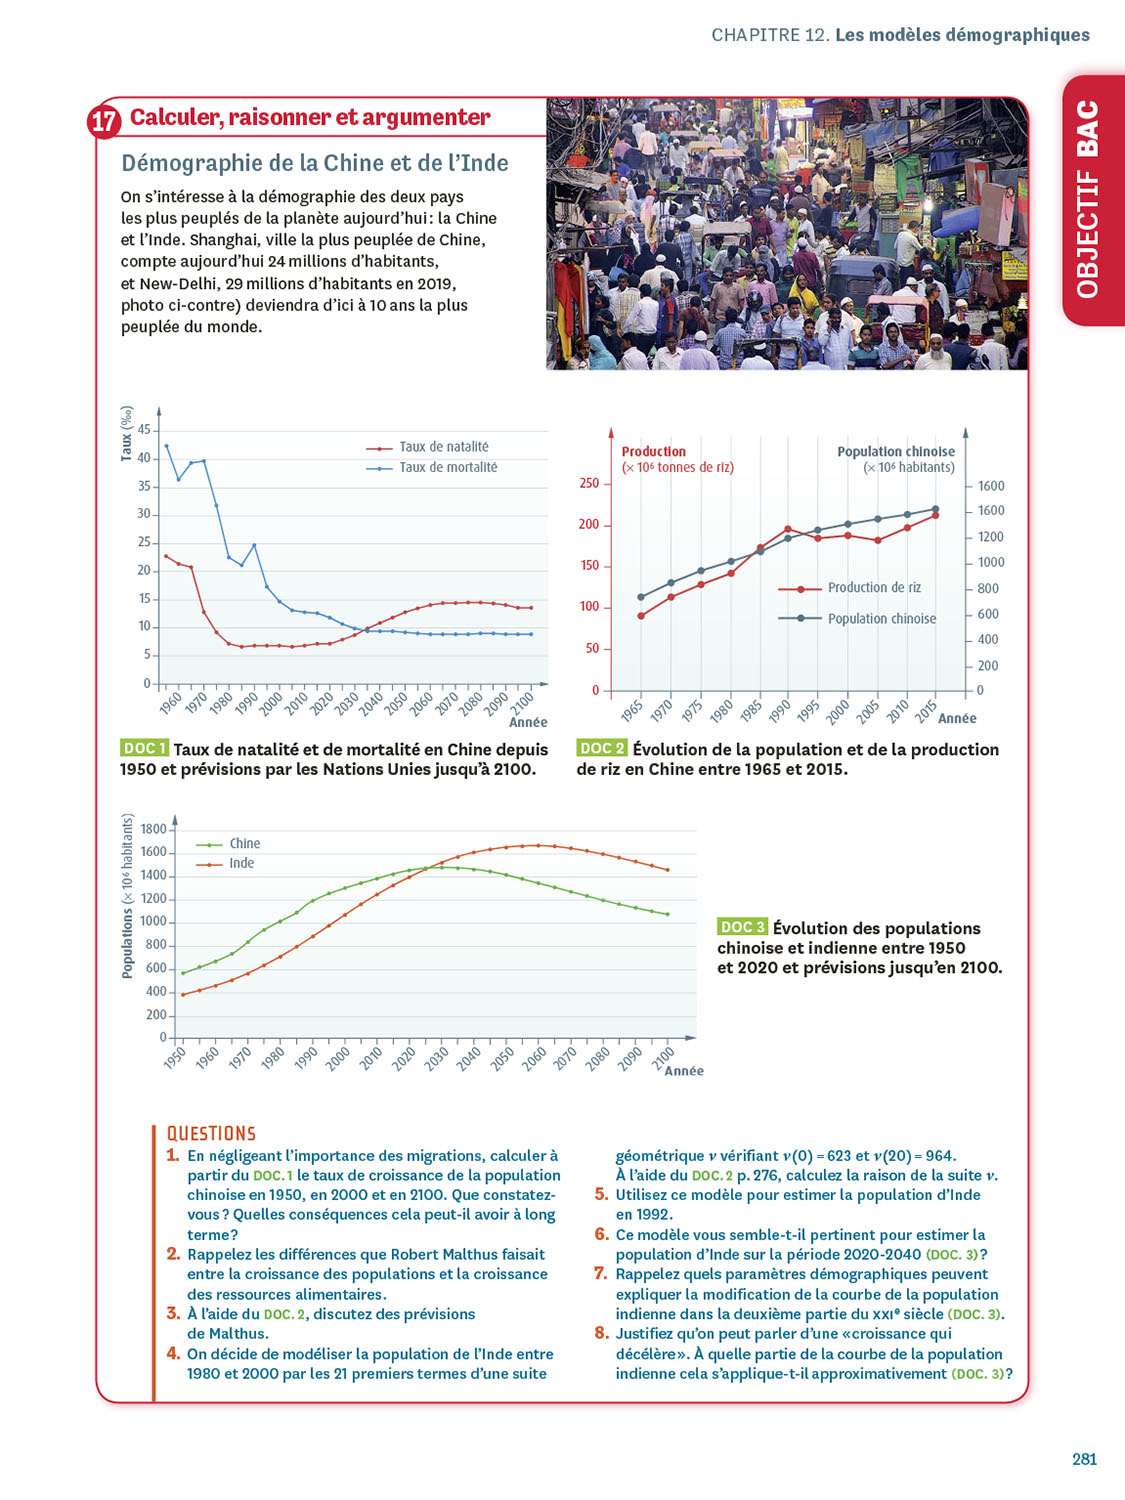 CHAPITRE 12. Les modèles démographiques
OBJECTIF BAC
17 Calculer, raisonner et argumenter
Démographie de la Chine et de l'Inde
On s'intéresse à la démographie des deux pays
les plus peuplés de la planète aujourd'hui : la Chine
et l'Inde. Shanghai, ville la plus peuplée de Chine,
compte aujourd'hui 24 millions d'habitants,
et New-Delhi, 29 millions d'habitants en 2019,
photo ci-contre) deviendra d'ici à 10 ans la plus
peuplée du monde.
Taux (‰)
45
40
35
30
25
20
15
10
5
0
Taux de natalité
Taux de mortalité
1960 1970 1980 1990 2000 2010 2020 2030 2040 2050 2060 2070 2080 2090 2100
Année
DOC 1 Taux de natalité et de mortalité en Chine depuis
1950 et prévisions par les Nations Unies jusqu'à 2100.
Production
(× 10⁶ tonnes de riz)
Population chinoise
(× 10⁶ habitants)
250
200
150
100
50
0
1600
1600
1200
1000
800
600
400
200
0
Production de riz
Population chinoise
1965 1970 1975 1980 1985 1990 1995 2000 2005 2010 2015
Année
DOC 2 Évolution de la population et de la production
de riz en Chine entre 1965 et 2015.
Populations (× 10⁶ habitants)
1800
1600
1400
1200
1000
800
600
400
200
0
Chine
Inde
1950 1960 1970 1980 1990 2000 2010 2020 2030 2040 2050 2060 2070 2080 2090 2100
Année
DOC 3 Évolution des populations
chinoise et indienne entre 1950
et 2020 et prévisions jusqu'en 2100.
QUESTIONS
1. En négligeant l'importance des migrations, calculer à
partir du DOC. 1 le taux de croissance de la population
chinoise en 1950, en 2000 et en 2100. Que constatez-
vous ? Quelles conséquences cela peut-il avoir à long
terme ?
2. Rappelez les différences que Robert Malthus faisait
entre la croissance des populations et la croissance
des ressources alimentaires.
3. À l'aide du DOC. 2, discutez des prévisions
de Malthus.
4. On décide de modéliser la population de l'Inde entre
1980 et 2000 par les 21 premiers termes d'une suite
géométrique v vérifiant v(0) = 623 et v(20) = 964.
À l'aide du DOC. 2 p. 276, calculez la raison de la suite v.
5. Utilisez ce modèle pour estimer la population d'Inde
en 1992.
6. Ce modèle vous semble-t-il pertinent pour estimer la
population d'Inde sur la période 2020-2040 (DOC. 3) ?
7. Rappelez quels paramètres démographiques peuvent
expliquer la modification de la courbe de la population
indienne dans la deuxième partie du XXIe siècle (DOC. 3).
8. Justifiez qu'on peut parler d'une « croissance qui
décélère ». À quelle partie de la courbe de la population
indienne cela s'applique-t-il approximativement (DOC. 3) ?
281